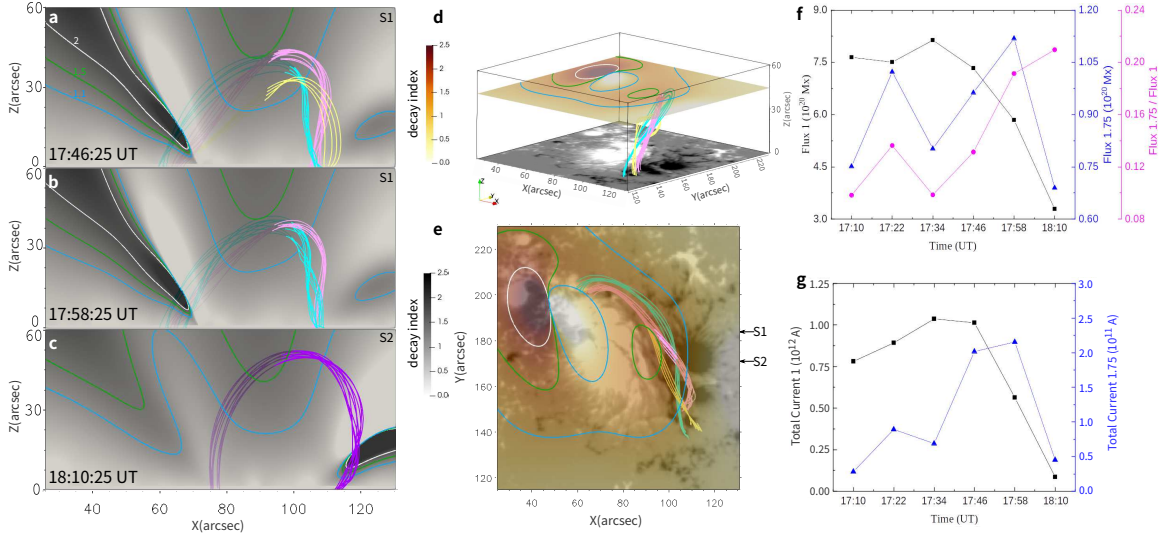 a
S1
2
60
30
0
Z(arcsec)
17:46:25 UT
b
S1
60
30
0
Z(arcsec)
17:58:25 UT
c
S2
60
30
0
Z(arcsec)
18:10:25 UT
40
60
80
100
120
X(arcsec)
decay index
2.5
2.0
1.5
1.0
0.5
0.0
decay index
2.5
2.0
1.5
1.0
0.5
0.0
d
60
30
0
Z(arcsec)
40
60
80
100
120
X(arcsec)
120
140
160
180
200
220
Y(arcsec)
Z
X
e
220
200
180
160
140
120
Y(arcsec)
40
60
80
100
120
X(arcsec)
S1
S2
f
9.0
7.5
6.0
4.5
3.0
Flux 1 (10²⁰ Mx)
1.20
1.05
0.90
0.75
0.60
Flux 1.75 (10²⁰ Mx)
0.24
0.20
0.16
0.12
0.08
Flux 1.75 / Flux 1
17:10 17:22 17:34 17:46 17:58 18:10
Time (UT)
g
1.25
1.00
0.75
0.50
0.25
0.00
Total Current 1 (10¹² A)
3.0
2.5
2.0
1.5
1.0
0.5
0.0
Total Current 1.75 (10¹¹ A)
17:10 17:22 17:34 17:46 17:58 18:10
Time (UT)